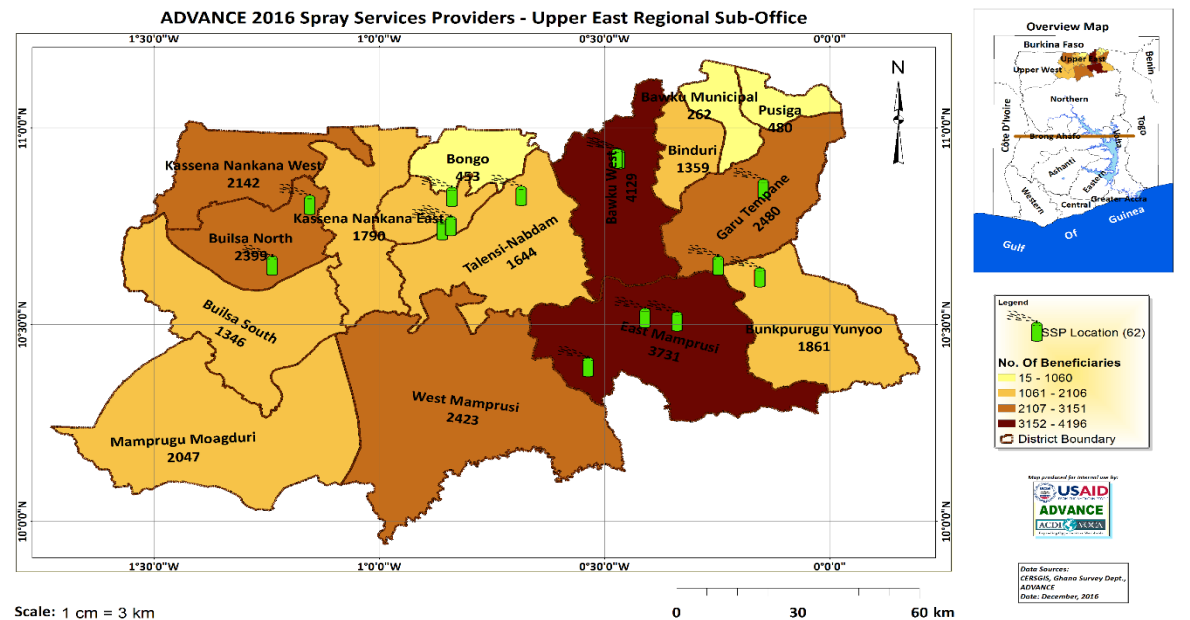 ADVANCE 2016 Spray Services Providers - Upper East Regional Sub-Office
1°30'0"W
1°0'0"W
0°30'0"W
0°0'0"
11°0'0"N
11°0'0"N
10°30'0"N
10°30'0"N
10°0'0"N
10°0'0"N
N
Bawku Municipal
262
Pusiga
480
Binduri
1359
Kassena Nankana West
2142
Bongo
453
Bawku West
4129
Garu Tempane
2480
Kassena Nankana East
1790
Builsa North
2399
Talensi-Nabdam
1644
Builsa South
1346
East Mamprusi
3731
Bunkpurugu Yunyoo
1861
West Mamprusi
2423
Mamprugu Moagduri
2047
1°30'0"W
1°0'0"W
0°30'0"W
0°0'0"
Scale: 1 cm = 3 km
0 30 60 km
Overview Map
Burkina Faso
Upper East
Upper West
Benin
Northern
Côte D'Ivoire
Togo
Brong Ahafo
Volta
Ashanti
Eastern
Western
Central
Greater Accra
Gulf Of Guinea
Legend
SSP Location (62)
No. Of Beneficiaries
15 - 1060
1061 - 2106
2107 - 3151
3152 - 4196
District Boundary
Map produced for internal use by:
USAID
ADVANCE
ACDI VOCA
Data Sources:
CERSGIS, Ghana Survey Dept.,
ADVANCE
Date: December, 2016